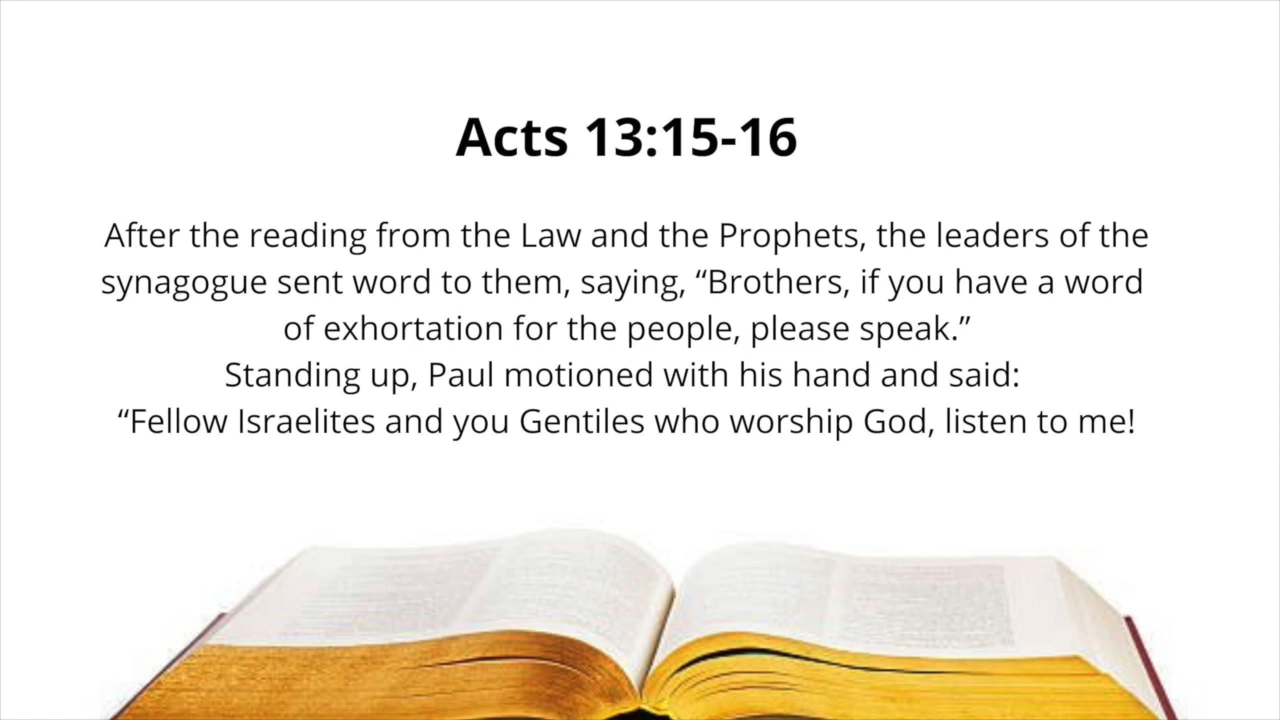 Acts 13:15-16
After the reading from the Law and the Prophets, the leaders of the
synagogue sent word to them, saying, “Brothers, if you have a word
of exhortation for the people, please speak.”
Standing up, Paul motioned with his hand and said:
“Fellow Israelites and you Gentiles who worship God, listen to me!